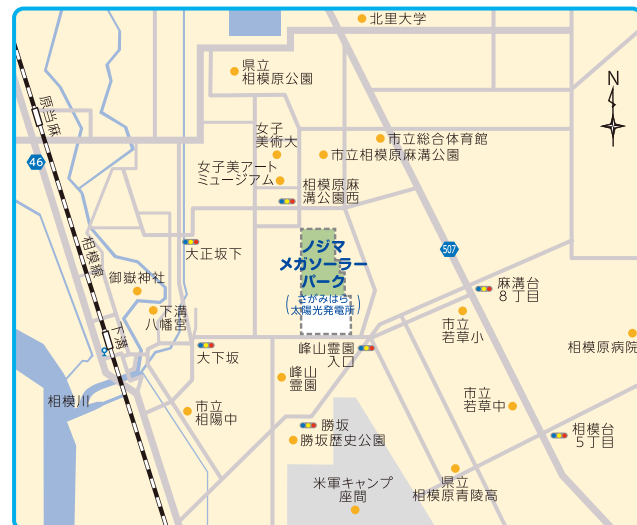 北里大学
県立
相模原公園
N
原当麻
女子
美術大
市立総合体育館
市立相模原麻溝公園
46
女子美アート
ミュージアム
相模原麻
溝公園西
相模線
大正坂下
ノジマ
メガソーラー
パーク
(さがみはら
太陽光発電所)
507
御嶽神社
麻溝台
8丁目
下溝
八幡宮
市立
若草小
下溝
大下坂
峰山霊園
入口
相模原病院
峰山
霊園
相模川
市立
相陽中
市立
若草中
勝坂
勝坂歴史公園
相模台
5丁目
米軍キャンプ
座間
県立
相模原青陵高